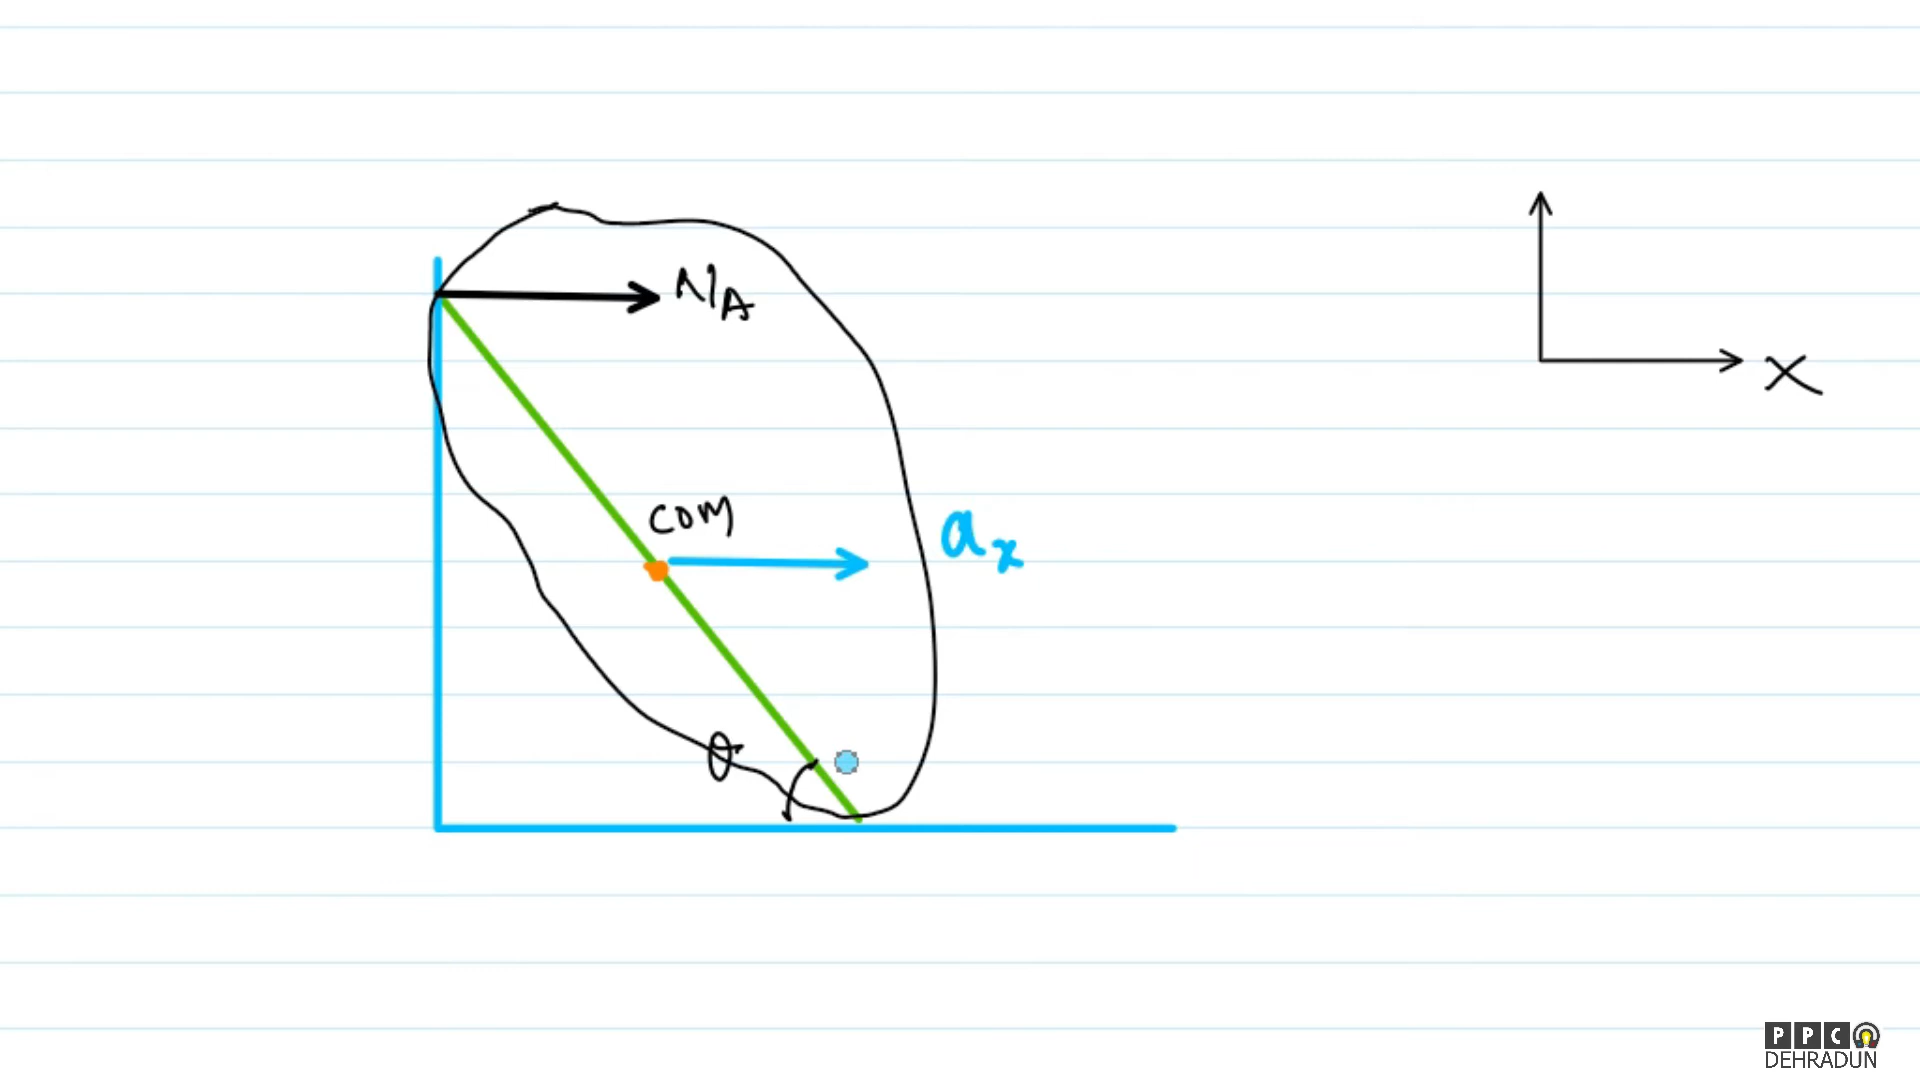 N_A
COM
a_x
θ
X
PPC
DEHRADUN